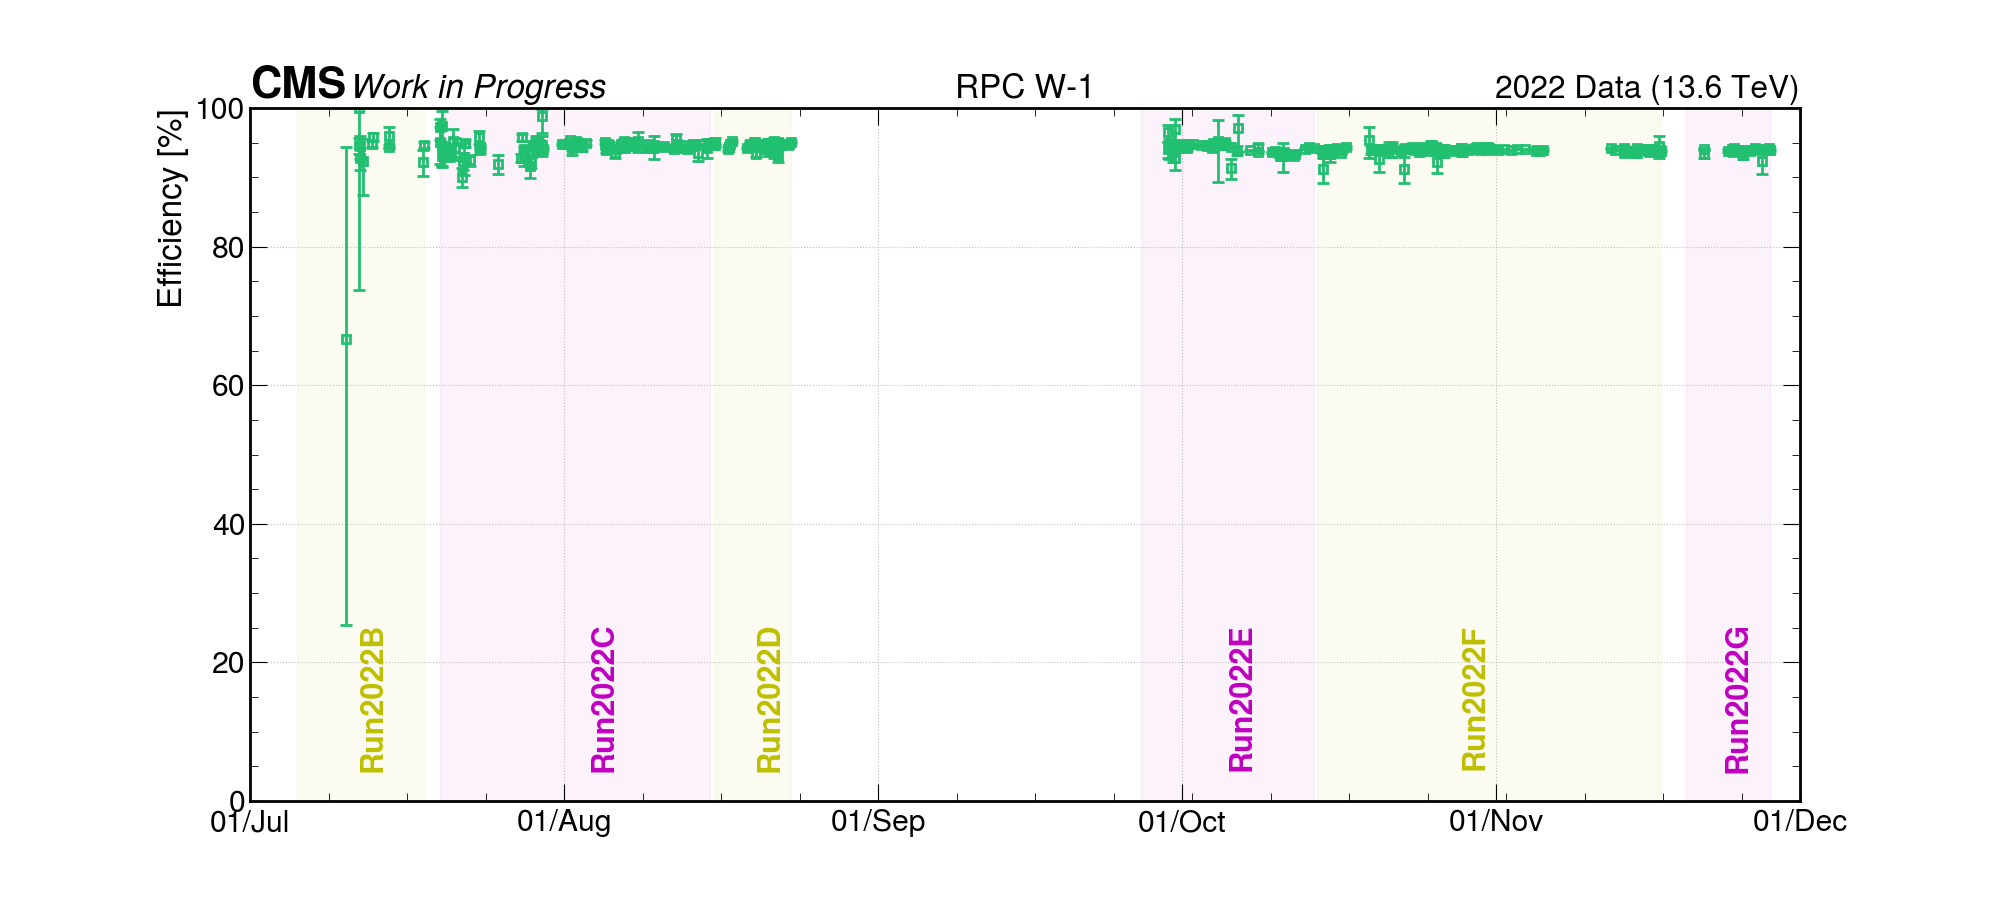 CMS Work in Progress RPC W-1 2022 Data (13.6 TeV)
Efficiency [%]
100
80
60
40
20
0
Run2022B Run2022C Run2022D Run2022E Run2022F Run2022G
01/Jul 01/Aug 01/Sep 01/Oct 01/Nov 01/Dec